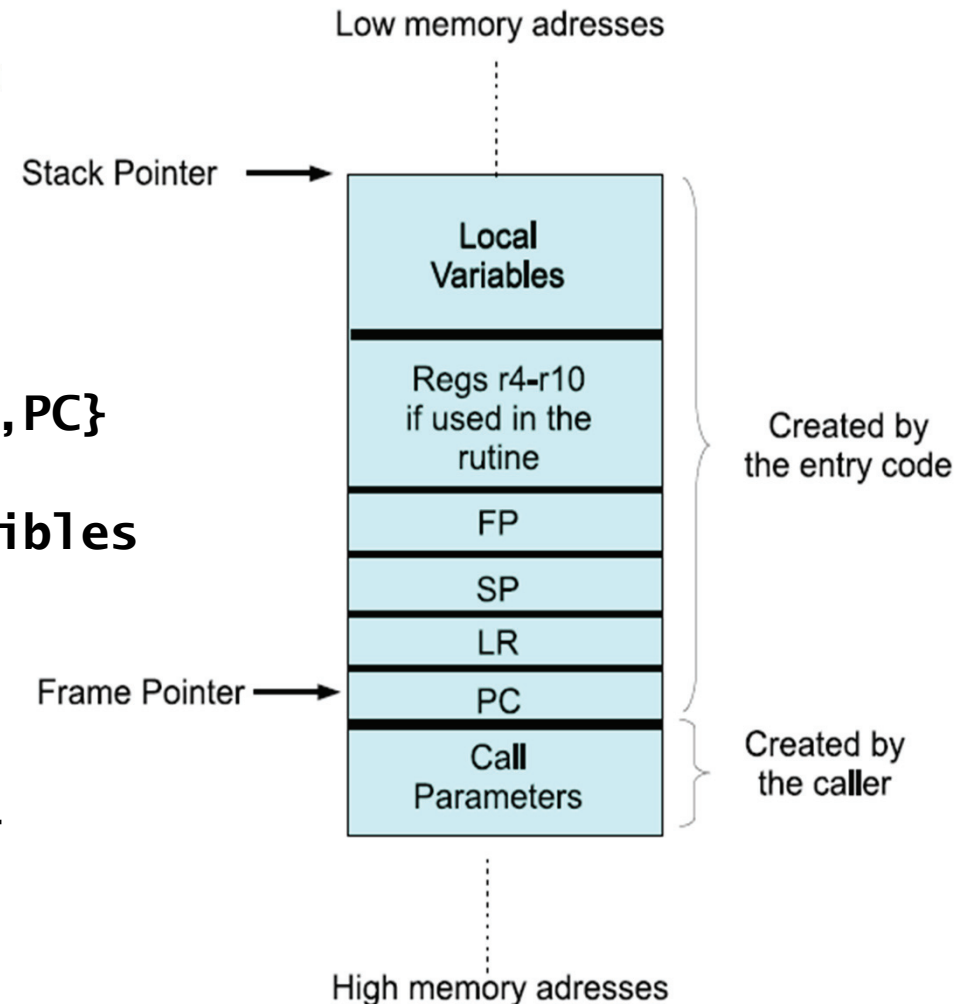 Low memory adresses
Stack Pointer
Local
Variables
Regs r4-r10
if used in the
rutine
,PC}
Created by
the entry code
ibles
FP
SP
LR
Frame Pointer
PC
Call
Parameters
Created by
the caller
High memory adresses